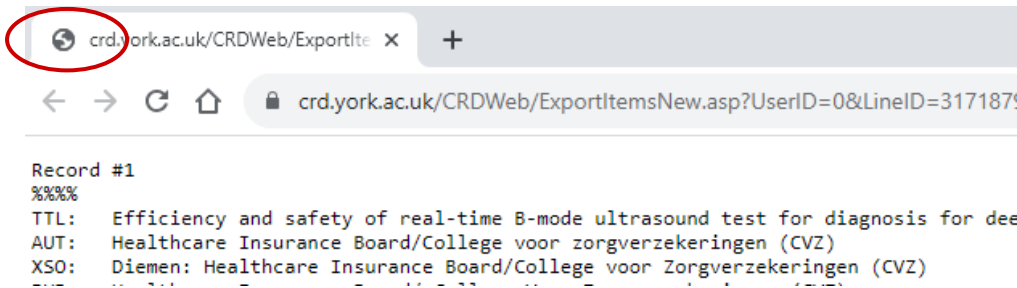 crd.york.ac.uk/CRDWeb/ExportIte
crd.york.ac.uk/CRDWeb/ExportItemsNew.asp?UserID=0&LineID=3171879
Record #1
%%%%
TTL: Efficiency and safety of real-time B-mode ultrasound test for diagnosis for dee
AUT: Healthcare Insurance Board/College voor zorgverzekeringen (CVZ)
XSO: Diemen: Healthcare Insurance Board/College voor Zorgverzekeringen (CVZ)